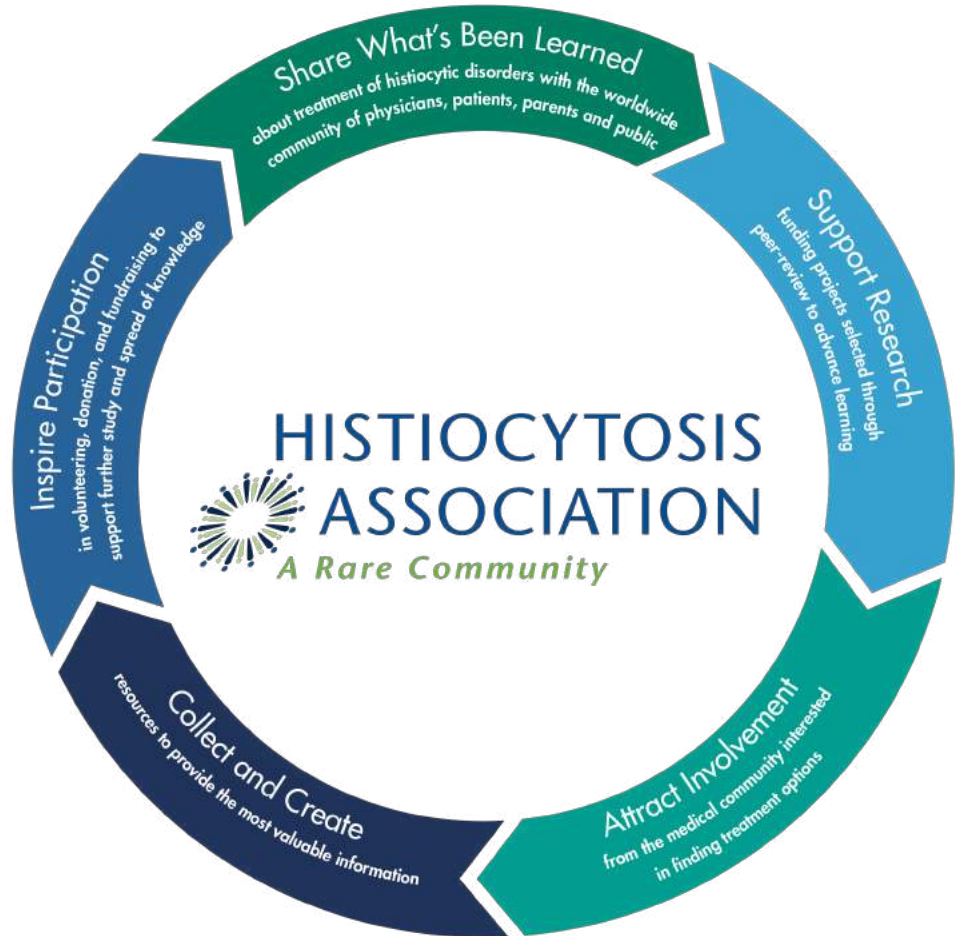 Share What's Been Learned
about treatment of histiocytic disorders with the worldwide
community of physicians, patients, parents and public
Support Research
funding projects selected through
peer-review to advance learning
Attract Involvement
from the medical community interested
in finding treatment options
Collect and Create
resources to provide the most valuable information
Inspire Participation
in volunteering, donation, and fundraising to
support further study and spread of knowledge
HISTIOCYTOSIS
ASSOCIATION
A Rare Community